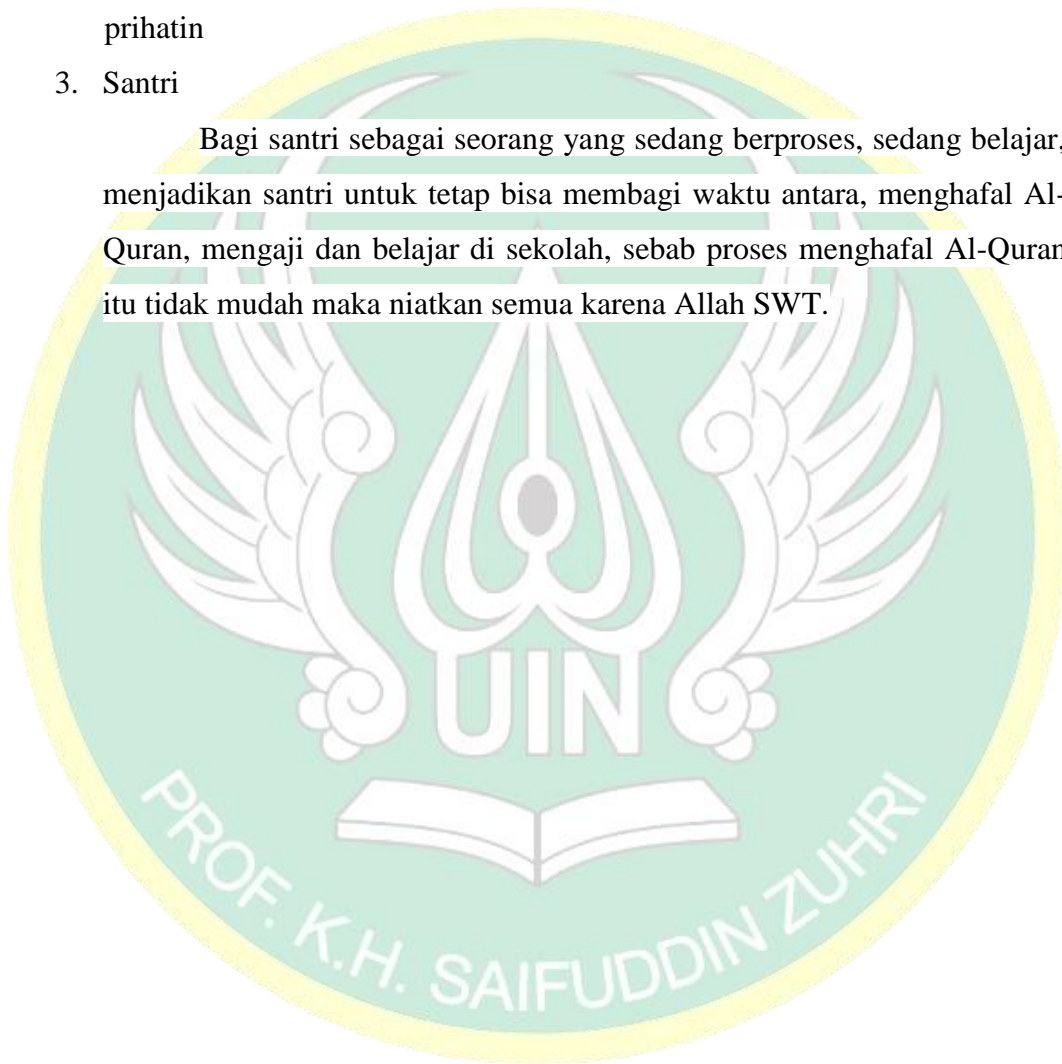 prihatin
3. Santri
Bagi santri sebagai seorang yang sedang berproses, sedang belajar,
menjadikan santri untuk tetap bisa membagi waktu antara, menghafal Al-
Quran, mengaji dan belajar di sekolah, sebab proses menghafal Al-Quran
itu tidak mudah maka niatkan semua karena Allah SWT.
UIN
PROF. K.H. SAIFUDDIN ZUHRI